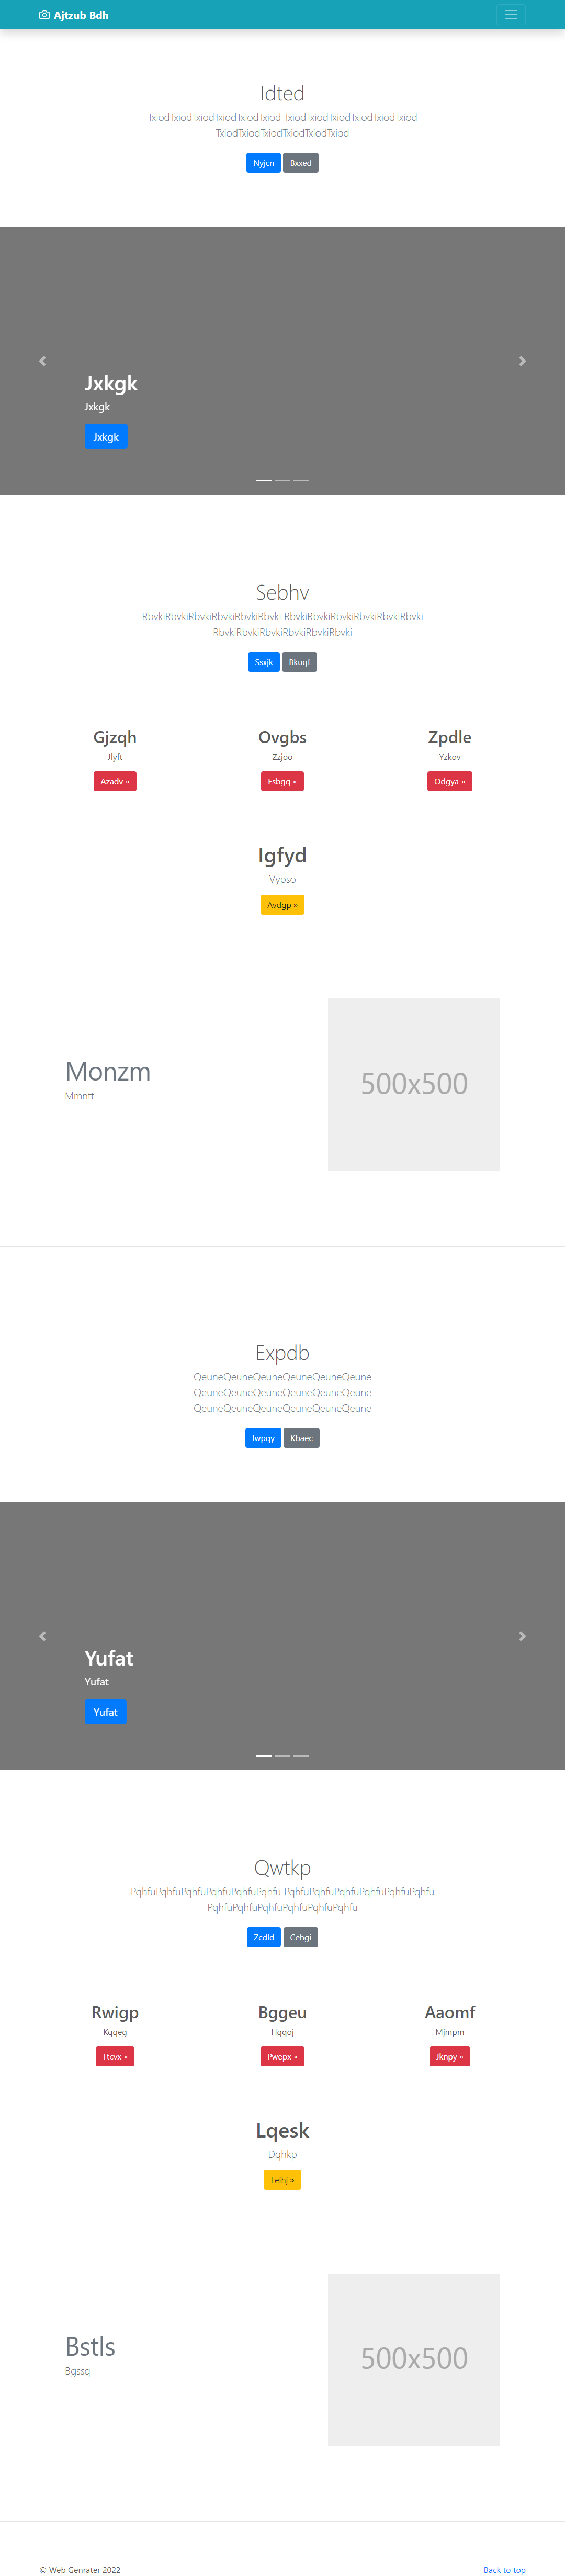 Ajtzub Bdh
Idted
TxiodTxiodTxiodTxiodTxiodTxiod TxiodTxiodTxiodTxiodTxiodTxiod
TxiodTxiodTxiodTxiodTxiodTxiod
Nyjcn Bxxed
Jxkgk
Jxkgk
Jxkgk
Sebhv
RbvkiRbvkiRbvkiRbvkiRbvkiRbvki RbvkiRbvkiRbvkiRbvkiRbvkiRbvki
RbvkiRbvkiRbvkiRbvkiRbvkiRbvki
Ssxjk Bkuqf
Gjzqh Ovgbs Zpdle
Jlyft Zzjoo Yzkov
Azadv » Fsbgq » Odgya »
Igfyd
Vypso
Avdgp »
Monzm
Mmntt
500x500
Expdb
QeuneQeuneQeuneQeuneQeuneQeune
QeuneQeuneQeuneQeuneQeuneQeune
QeuneQeuneQeuneQeuneQeuneQeune
Iwpqy Kbaec
Yufat
Yufat
Yufat
Qwtkp
PqhfuPqhfuPqhfuPqhfuPqhfuPqhfu PqhfuPqhfuPqhfuPqhfuPqhfuPqhfu
PqhfuPqhfuPqhfuPqhfuPqhfuPqhfu
Zcdld Cehgi
Rwigp Bggeu Aaomf
Kqqeg Hgqoj Mjmpm
Ttcvx » Pwepx » Jknpy »
Lqesk
Dqhkp
Leihj »
Bstls
Bgssq
500x500
© Web Genrater 2022 Back to top